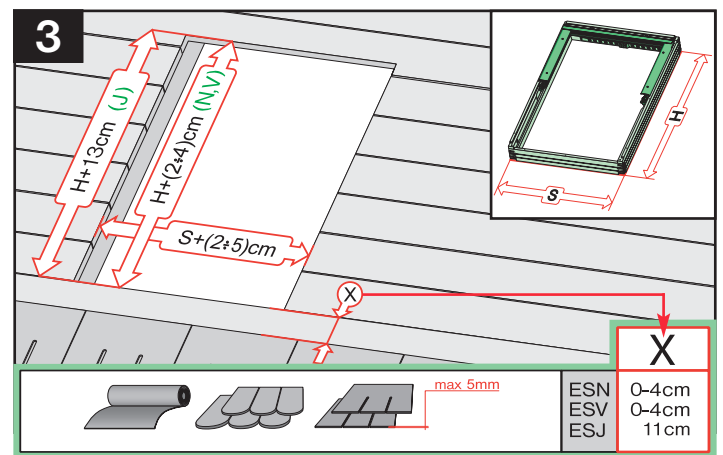 3
H+13cm (J)
H+(2÷4)cm (N,V)
S+(2÷5)cm
H
S
X
X
max 5mm
ESN 0-4cm
ESV 0-4cm
ESJ 11cm